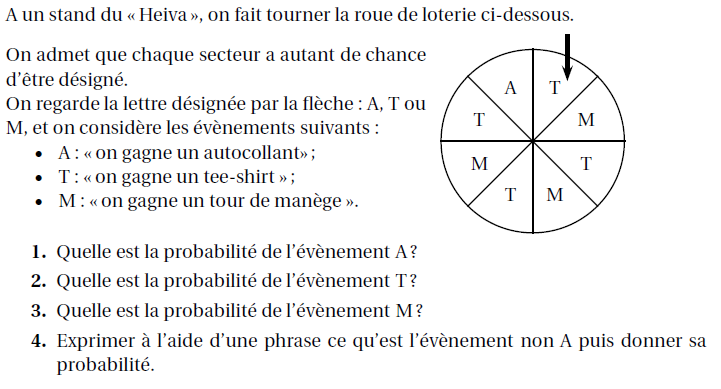 A un stand du « Heiva », on fait tourner la roue de loterie ci-dessous.
On admet que chaque secteur a autant de chance
d'être désigné.
On regarde la lettre désignée par la flèche : A, T ou
M, et on considère les évènements suivants :
• A : « on gagne un autocollant» ;
• T : « on gagne un tee-shirt » ;
• M : « on gagne un tour de manège ».
A T
T M
M T
T M
1. Quelle est la probabilité de l'évènement A ?
2. Quelle est la probabilité de l'évènement T ?
3. Quelle est la probabilité de l'évènement M ?
4. Exprimer à l'aide d'une phrase ce qu'est l'évènement non A puis donner sa
probabilité.